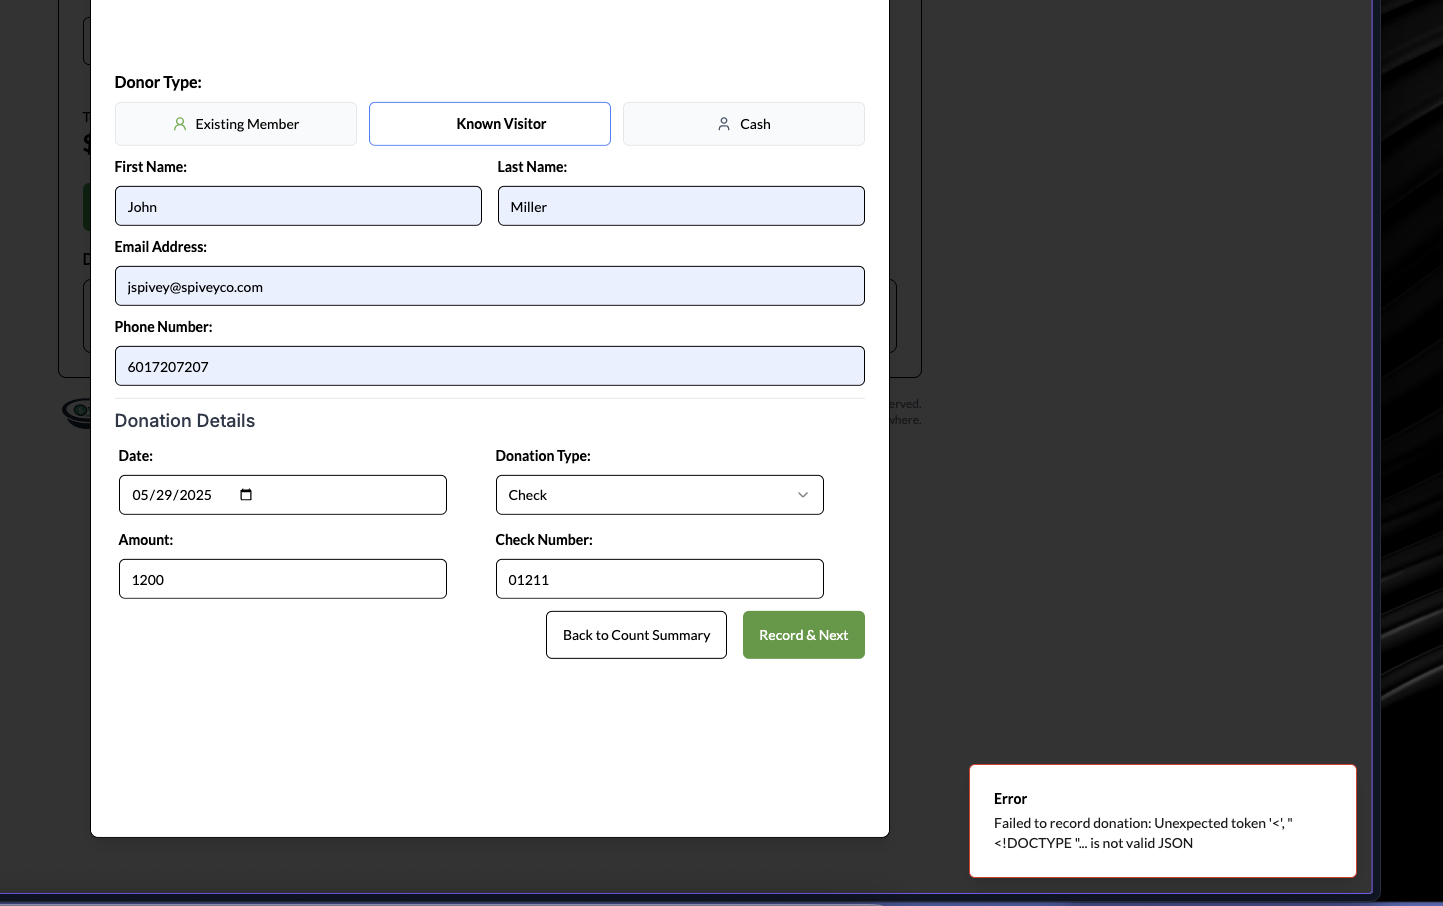 Donor Type:
Existing Member
Known Visitor
Cash
First Name:
Last Name:
John
Miller
Email Address:
jspivey@spiveyco.com
Phone Number:
6017207207
Donation Details
Date:
Donation Type:
05/29/2025
Check
Amount:
Check Number:
1200
01211
Back to Count Summary
Record & Next
Error
Failed to record donation: Unexpected token '<', "
<!DOCTYPE "... is not valid JSON